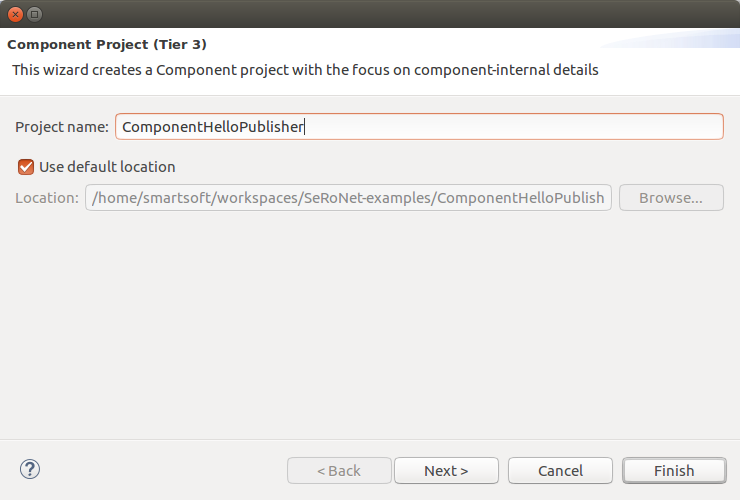 Component Project (Tier 3)
This wizard creates a Component project with the focus on component-internal details
Project name: ComponentHelloPublisher
Use default location
Location: /home/smartsoft/workspaces/SeRoNet-examples/ComponentHelloPublish Browse...
? < Back Next > Cancel Finish